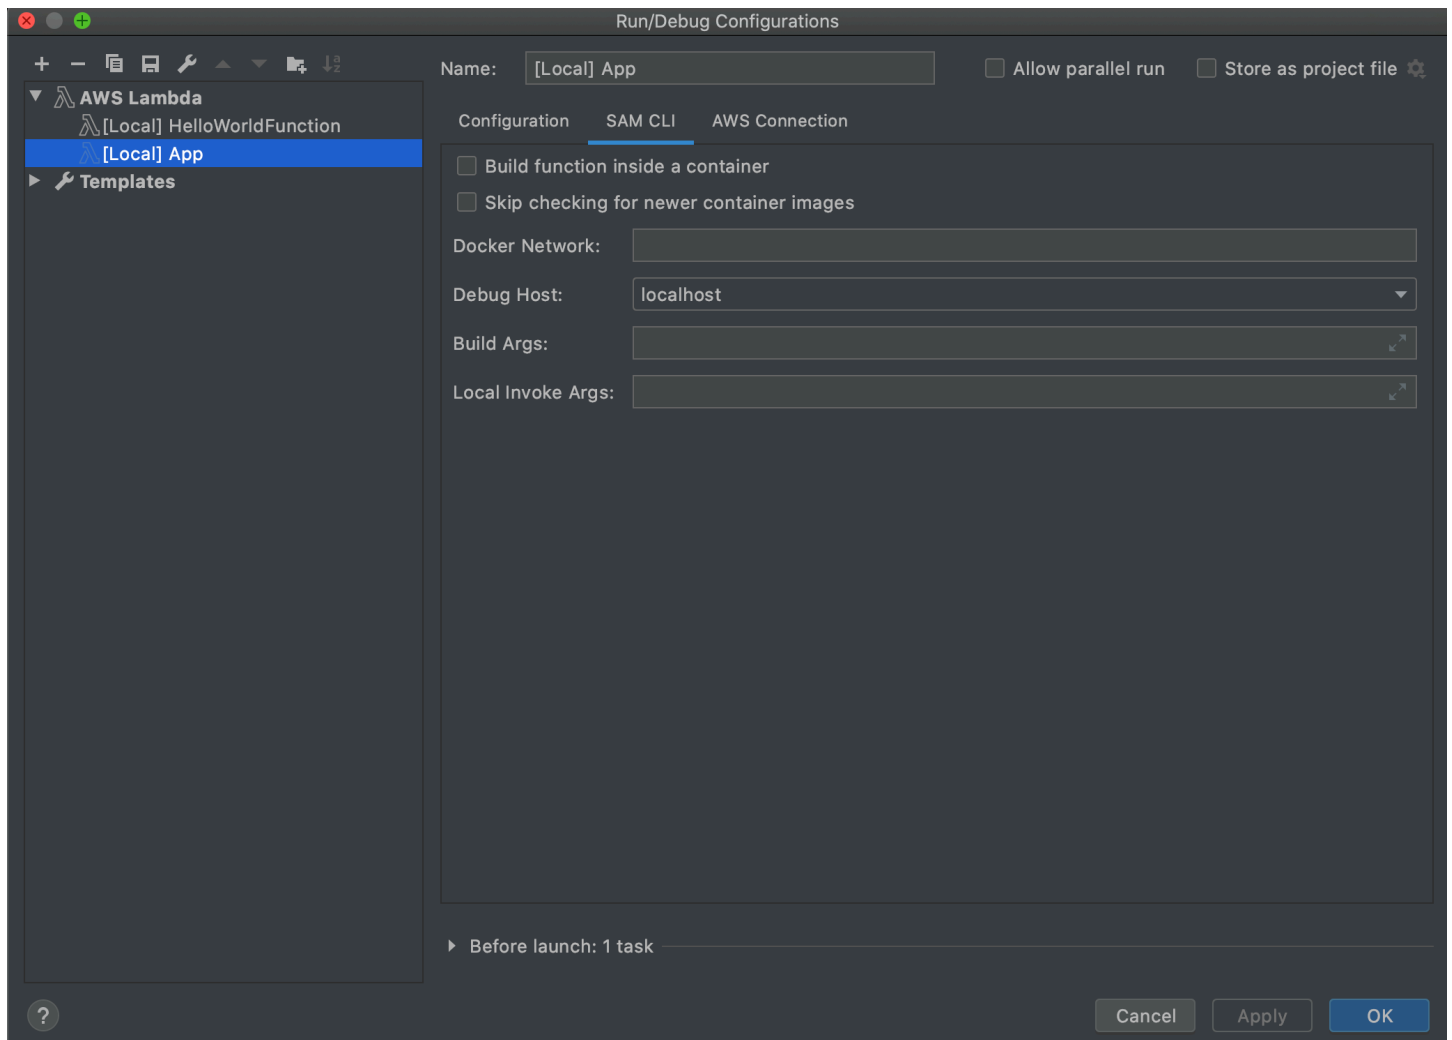 Run/Debug Configurations
Name: [Local] App Allow parallel run Store as project file
AWS Lambda
[Local] HelloWorldFunction
[Local] App
Templates
Configuration SAM CLI AWS Connection
Build function inside a container
Skip checking for newer container images
Docker Network:
Debug Host: localhost
Build Args:
Local Invoke Args:
Before launch: 1 task
? Cancel Apply OK